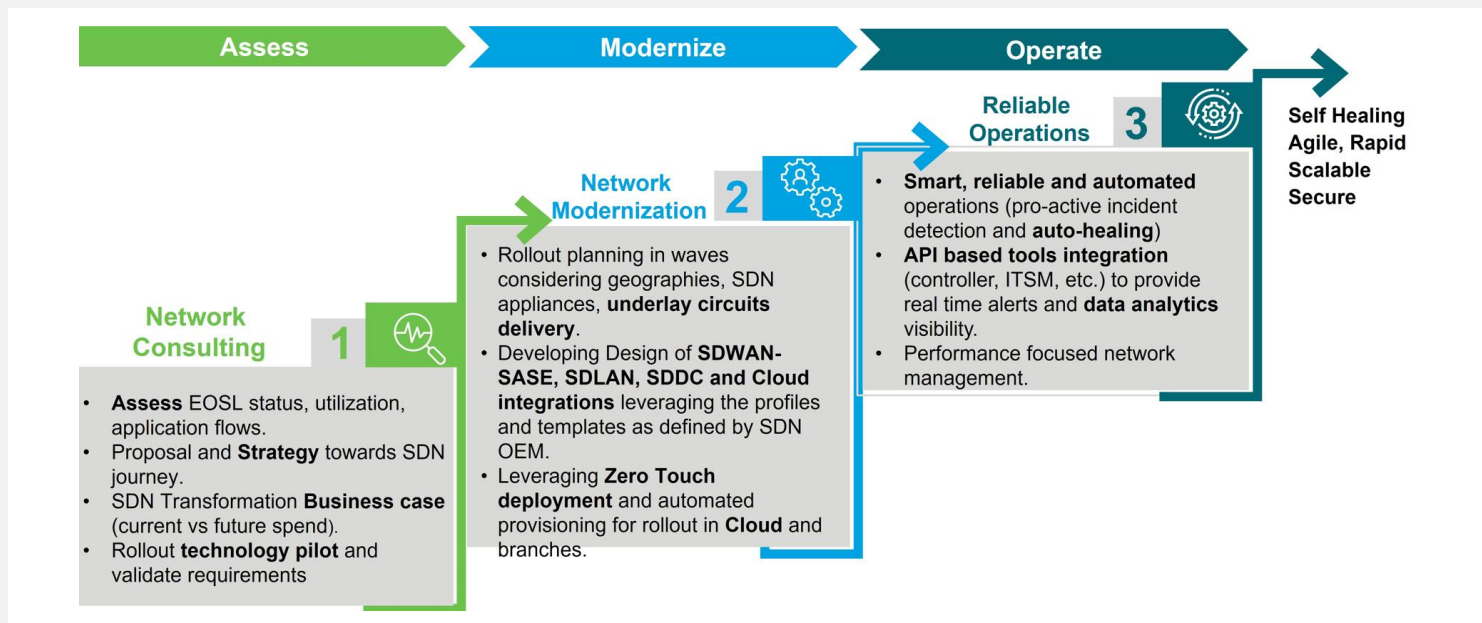 Assess
Modernize
Operate
Network
Consulting
1
• Assess EOSL status, utilization,
application flows.
• Proposal and Strategy towards SDN
journey.
• SDN Transformation Business case
(current vs future spend).
• Rollout technology pilot and
validate requirements
Network
Modernization
2
• Rollout planning in waves
considering geographies, SDN
appliances, underlay circuits
delivery.
• Developing Design of SDWAN-
SASE, SDLAN, SDDC and Cloud
integrations leveraging the profiles
and templates as defined by SDN
OEM.
• Leveraging Zero Touch
deployment and automated
provisioning for rollout in Cloud and
branches.
Reliable
Operations
3
• Smart, reliable and automated
operations (pro-active incident
detection and auto-healing)
• API based tools integration
(controller, ITSM, etc.) to provide
real time alerts and data analytics
visibility.
• Performance focused network
management.
Self Healing
Agile, Rapid
Scalable
Secure